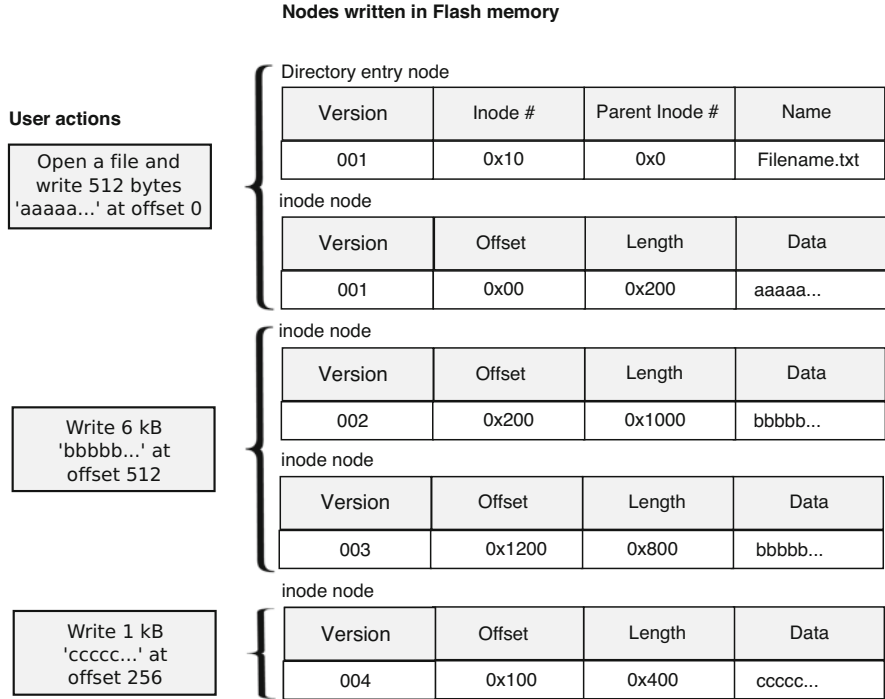 Nodes written in Flash memory
User actions
Directory entry node
Version Inode # Parent Inode # Name
001 0x10 0x0 Filename.txt
Open a file and
write 512 bytes
'aaaaa...' at offset 0
inode node
Version Offset Length Data
001 0x00 0x200 aaaaa...
inode node
Version Offset Length Data
002 0x200 0x1000 bbbbb...
Write 6 kB
'bbbbb...' at
offset 512
inode node
Version Offset Length Data
003 0x1200 0x800 bbbbb...
inode node
Version Offset Length Data
004 0x100 0x400 ccccc...
Write 1 kB
'ccccc...' at
offset 256